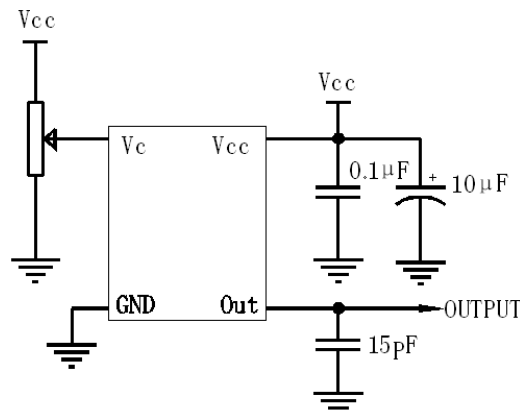 Vcc
Vcc
Vc
Vcc
0.1μF
+
10μF
GND
Out
OUTPUT
15pF